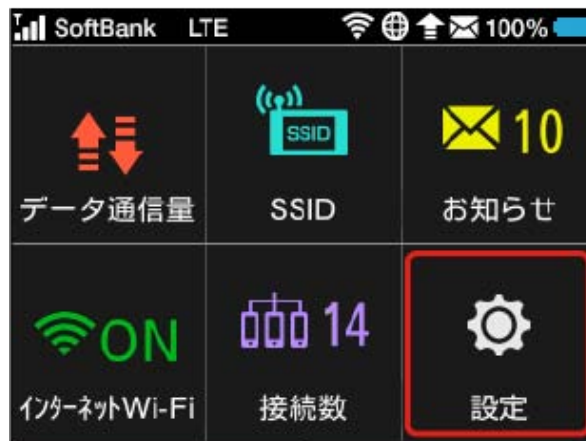 SoftBank LTE 100%
SSID
10
データ通信量 SSID お知らせ
ON 14
インターネットWi-Fi 接続数 設定